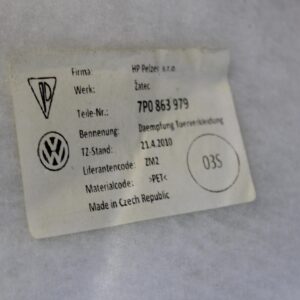 Firma: HP Pelzer s.r.o
Werk: Žatec
Teile-Nr.: 7P0 863 979
Bennenung: Daempfung Tuerverkleidung
TZ-Stand: 21.4.2010
Liferantencode: ZM2
Materialcode: >PET<
03S
Made in Czech Republic